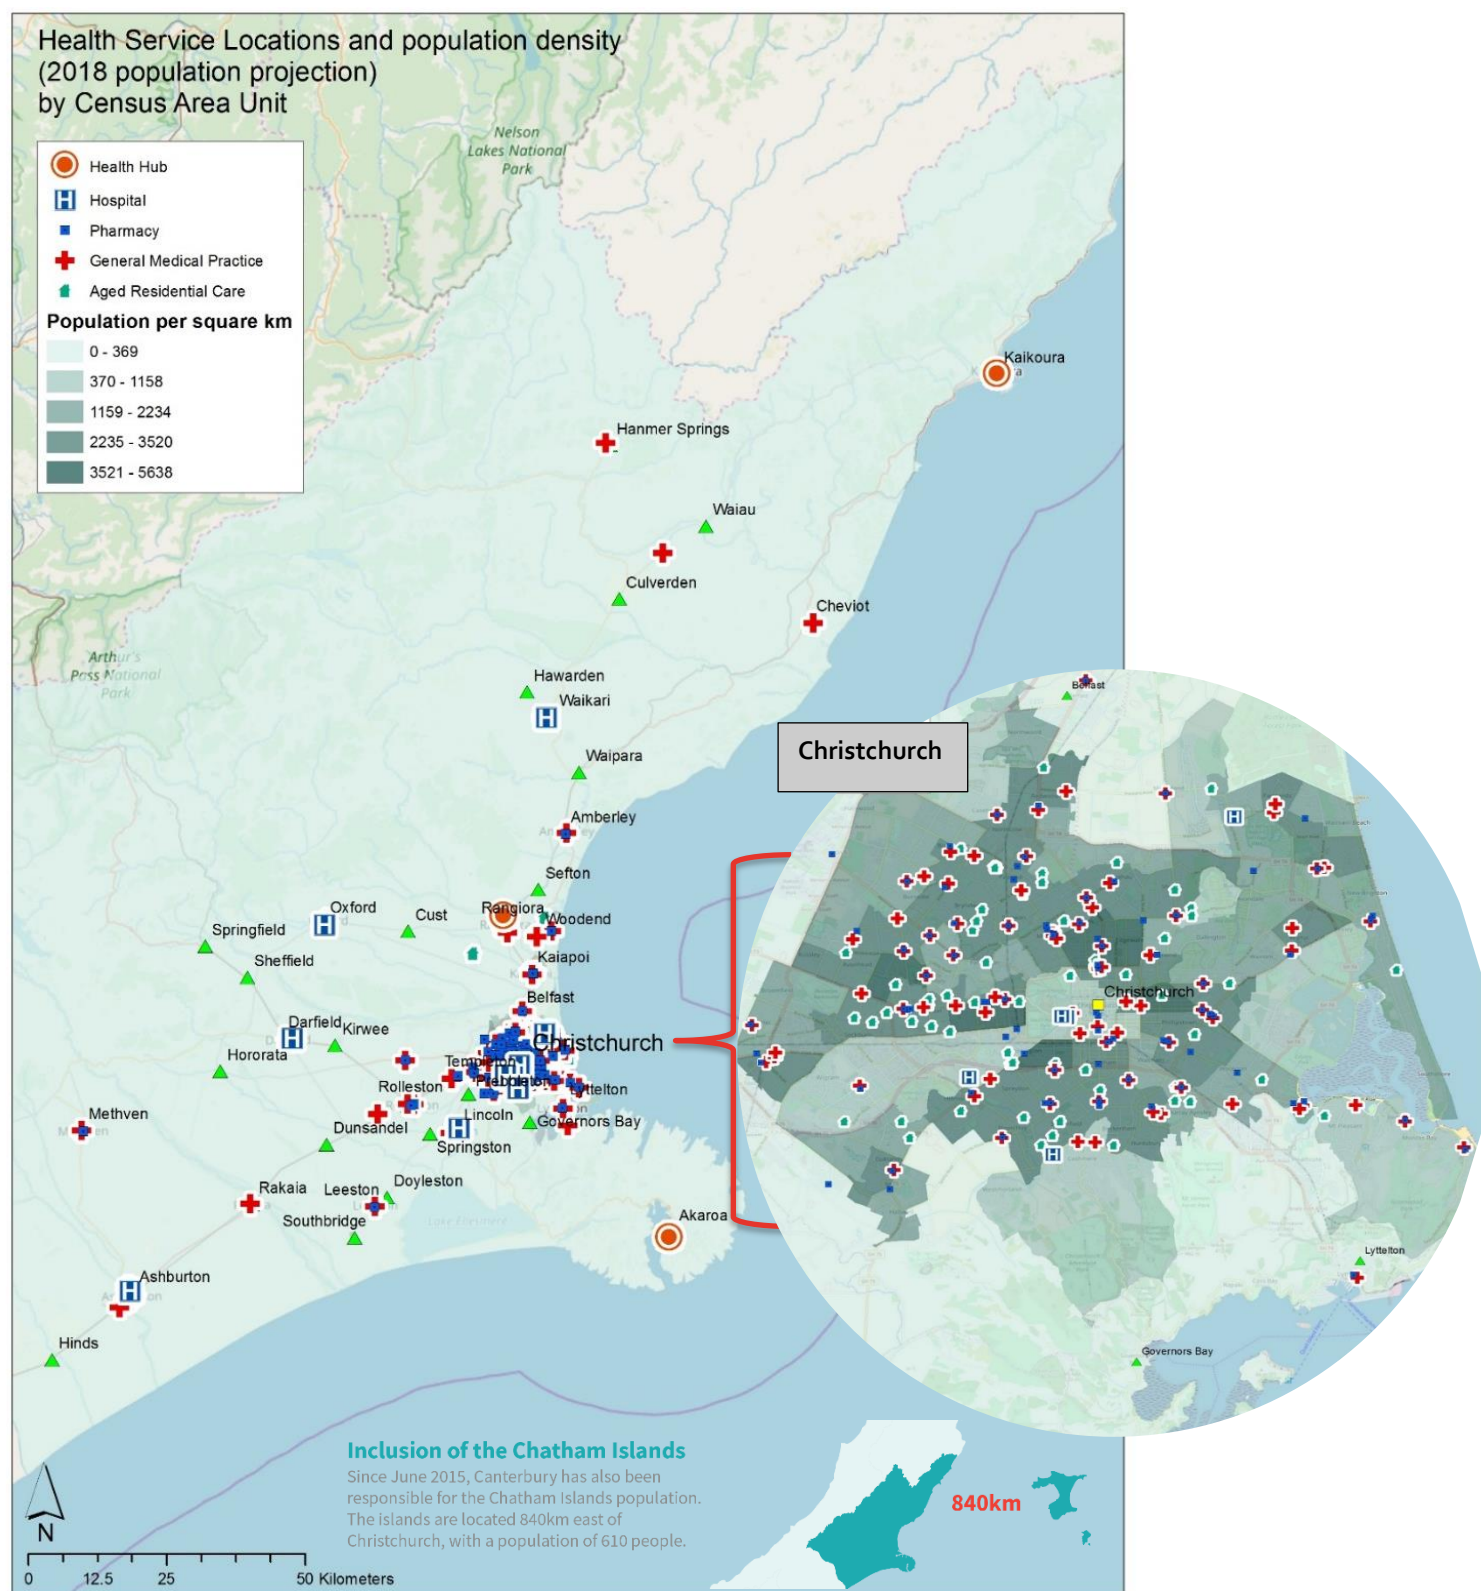 Health Service Locations and population density
(2018 population projection)
by Census Area Unit
Health Hub
Hospital
Pharmacy
General Medical Practice
Aged Residential Care
Population per square km
0 - 369
370 - 1158
1159 - 2234
2235 - 3520
3521 - 5638
Nelson
Lakes National
Park
Arthur's
Pass National
Park
Kaikoura
Hanmer Springs
Waiau
Culverden
Cheviot
Hawarden
Waikari
Waipara
Amberley
Sefton
Oxford
Cust
Rangiora
Woodend
Springfield
Sheffield
Kaiapoi
Belfast
Darfield
Kirwee
Christchurch
Hororata
Templeton
Prebbleton
Lyttelton
Rolleston
Methven
Lincoln
Dunsandel
Governors Bay
Springston
Rakaia
Leeston
Doyleston
Southbridge
Lake Ellesmere
Akaroa
Ashburton
Hinds
Christchurch
Belfast
Christchurch
Lyttelton
Governors Bay
Inclusion of the Chatham Islands
Since June 2015, Canterbury has also been
responsible for the Chatham Islands population.
The islands are located 840km east of
Christchurch, with a population of 610 people.
840km
N
0 12.5 25 50 Kilometers